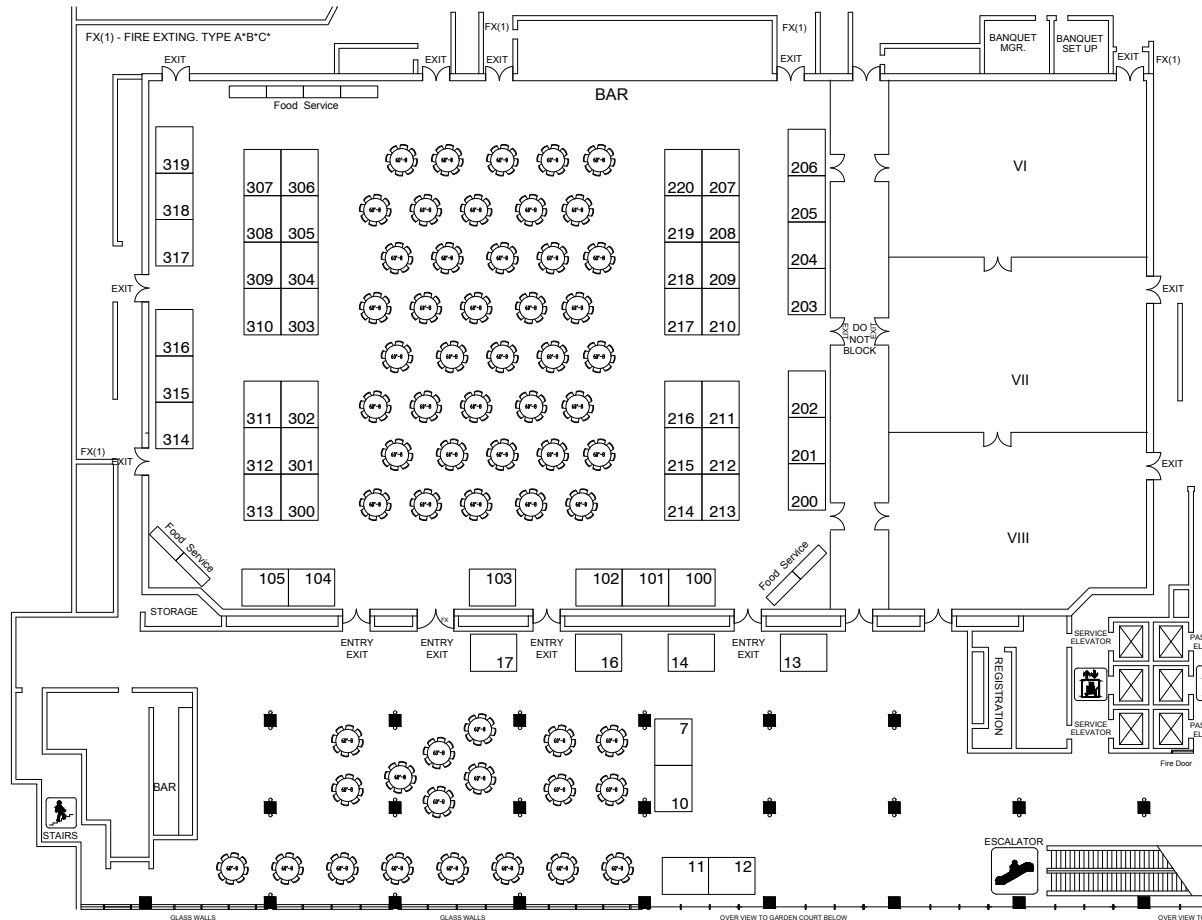 FX(1) - FIRE EXTING. TYPE A*B*C*
FX(1)
FX(1)
BANQUET
MGR.
BANQUET
SET UP
EXIT
EXIT
EXIT
EXIT
EXIT
FX(1)
Food Service
BAR
319
318
317
307 306
308 305
309 304
310 303
220 207
219 208
218 209
217 210
206
205
204
203
VI
EXIT
EXIT
EXIT
EXIT
DO
NOT
BLOCK
316
315
314
311 302
312 301
313 300
216 211
215 212
214 213
202
201
200
VII
FX(1)
EXIT
EXIT
VIII
Food Service
Food Service
105 104
103
102 101 100
STORAGE
FX
ENTRY
EXIT
ENTRY
EXIT
ENTRY
EXIT
ENTRY
EXIT
17
16
14
13
REGISTRATION
SERVICE
ELEVATOR
SERVICE
ELEVATOR
Fire Door
7
10
BAR
STAIRS
11 12
ESCALATOR
GLASS WALLS
GLASS WALLS
OVER VIEW TO GARDEN COURT BELOW
OVER VIEW